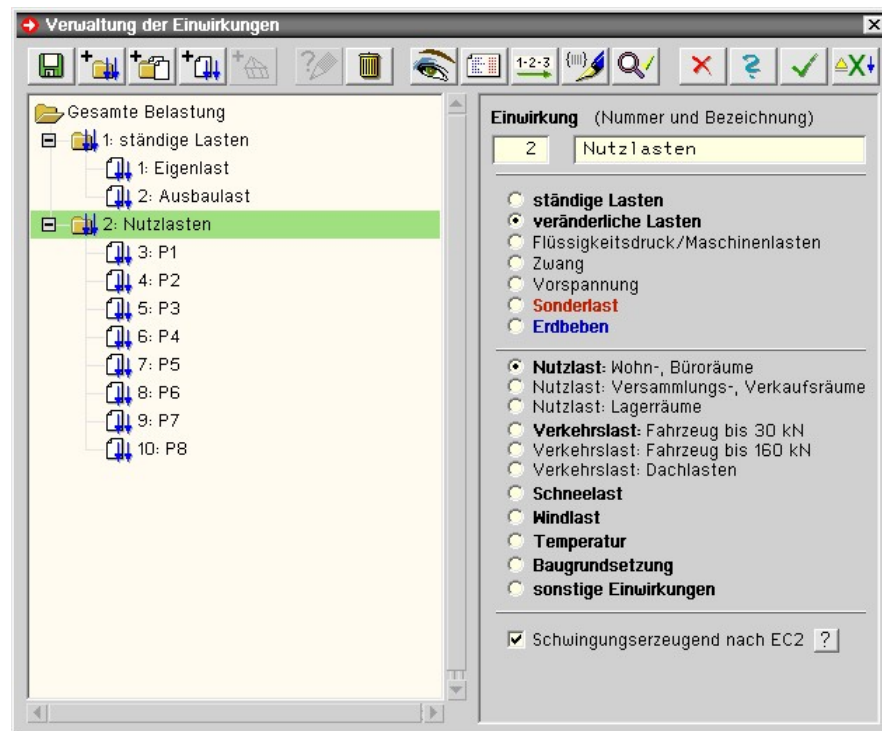 Verwaltung der Einwirkungen
1-2-3
Gesamte Belastung
1: ständige Lasten
1: Eigenlast
2: Ausbaulast
2: Nutzlasten
3: P1
4: P2
5: P3
6: P4
7: P5
8: P6
9: P7
10: P8
Einwirkung (Nummer und Bezeichnung)
2 Nutzlasten
ständige Lasten
veränderliche Lasten
Flüssigkeitsdruck/Maschinenlasten
Zwang
Vorspannung
Sonderlast
Erdbeben
Nutzlast: Wohn-, Büroräume
Nutzlast: Versammlungs-, Verkaufsräume
Nutzlast: Lagerräume
Verkehrslast: Fahrzeug bis 30 kN
Verkehrslast: Fahrzeug bis 160 kN
Verkehrslast: Dachlasten
Schneelast
Windlast
Temperatur
Baugrundsetzung
sonstige Einwirkungen
Schwingungserzeugend nach EC2 ?